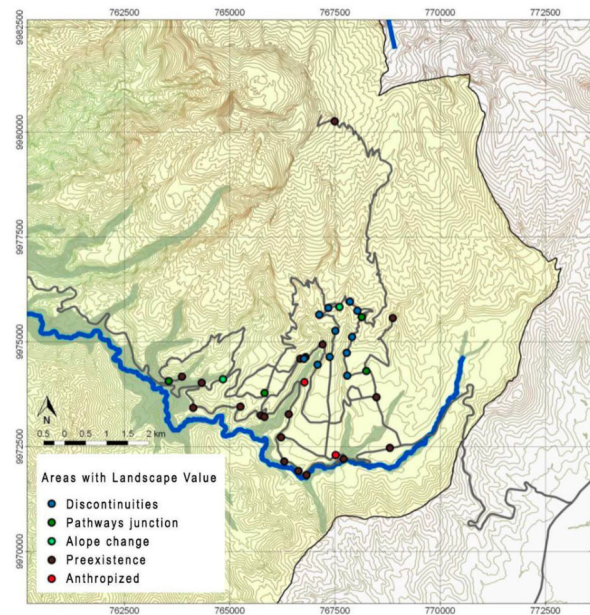 762500 765000 767500 770000 772500
9982500
9980000
9977500
9975000
9972500
9970000
N
0.5 0 0.5 1 1.5 2 km
Areas with Landscape Value
Discontinuities
Pathways junction
Alope change
Preexistence
Anthropized
762500 765000 767500 770000 772500